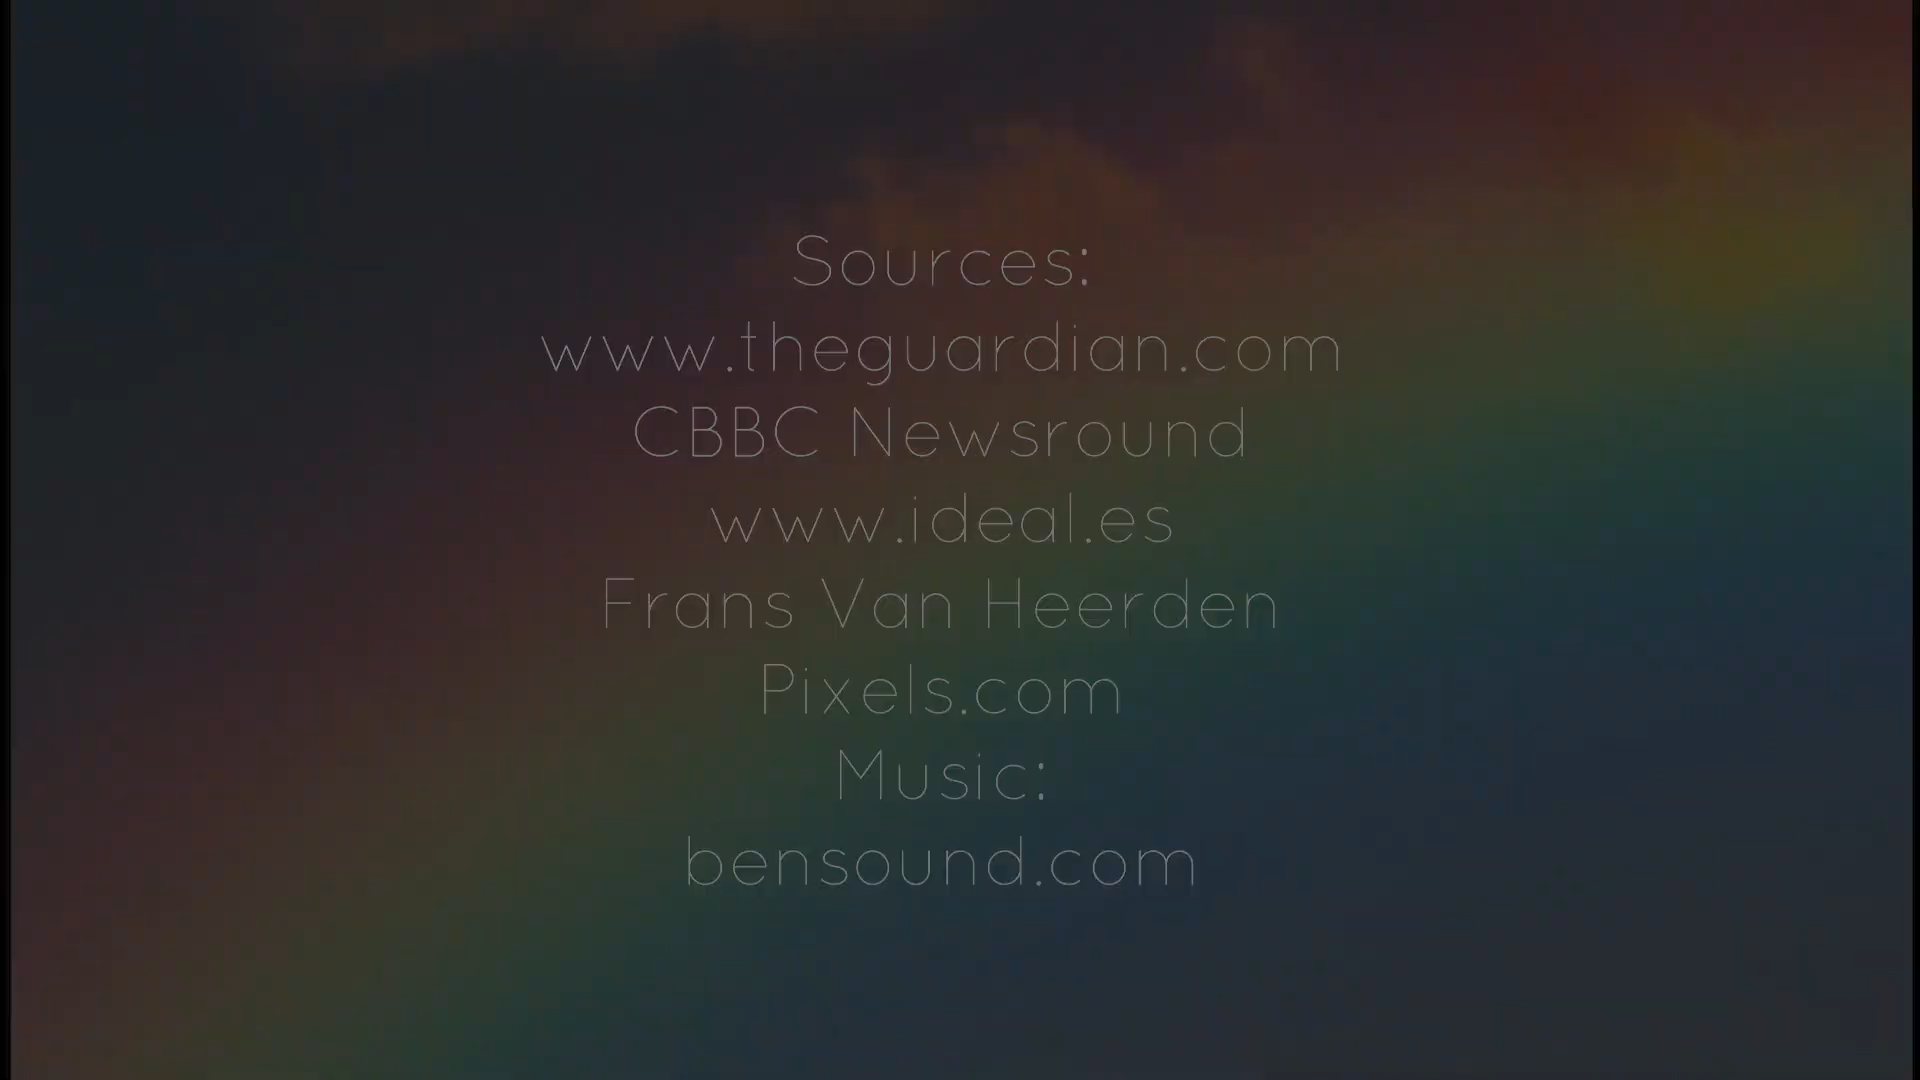 Sources:
www.theguardian.com
CBBC Newsround
www.ideal.es
Frans Van Heerden
Pixels.com
Music:
bensound.com